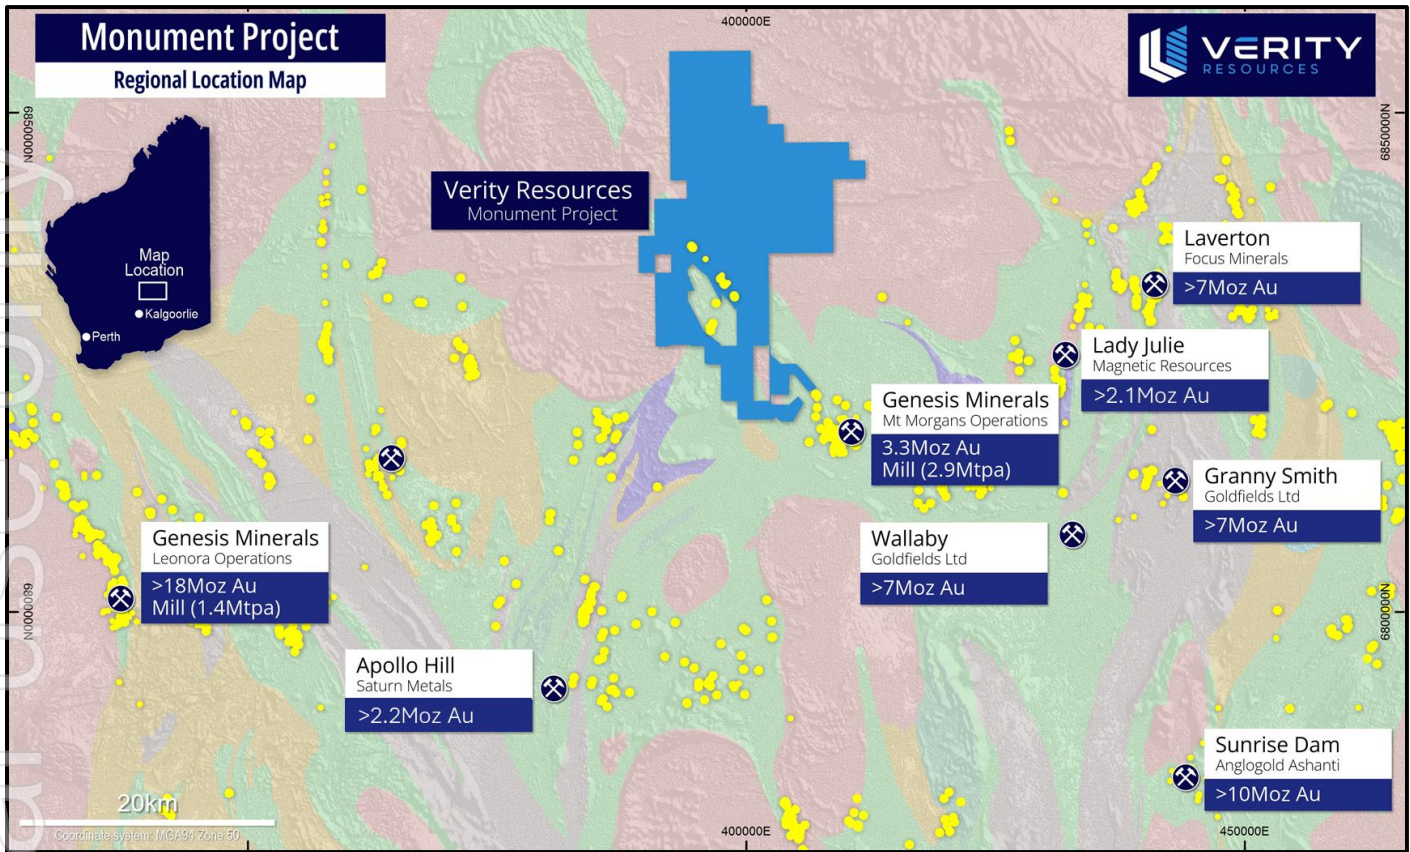 Monument Project
Regional Location Map
400000E
VERITY
RESOURCES
6850000N
6850000N
Verity Resources
Monument Project
Map
Location
Kalgoorlie
Perth
Laverton
Focus Minerals
>7Moz Au
Lady Julie
Magnetic Resources
>2.1Moz Au
Genesis Minerals
Mt Morgans Operations
3.3Moz Au
Mill (2.9Mtpa)
Granny Smith
Goldfields Ltd
>7Moz Au
Wallaby
Goldfields Ltd
>7Moz Au
Genesis Minerals
Leonora Operations
>18Moz Au
Mill (1.4Mtpa)
6800000N
6800000N
Apollo Hill
Saturn Metals
>2.2Moz Au
Sunrise Dam
Anglogold Ashanti
>10Moz Au
20km
Coordinate system: MGA94 Zone 50
400000E
450000E